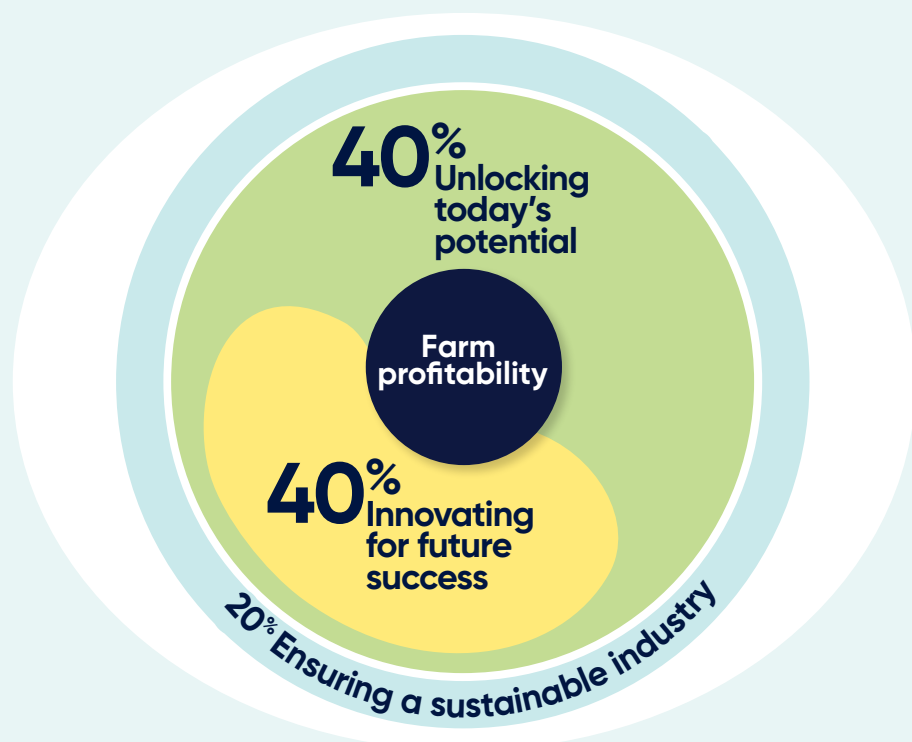 40%
Unlocking
today's
potential
Farm
profitability
40%
Innovating
for future
success
20% Ensuring a sustainable industry